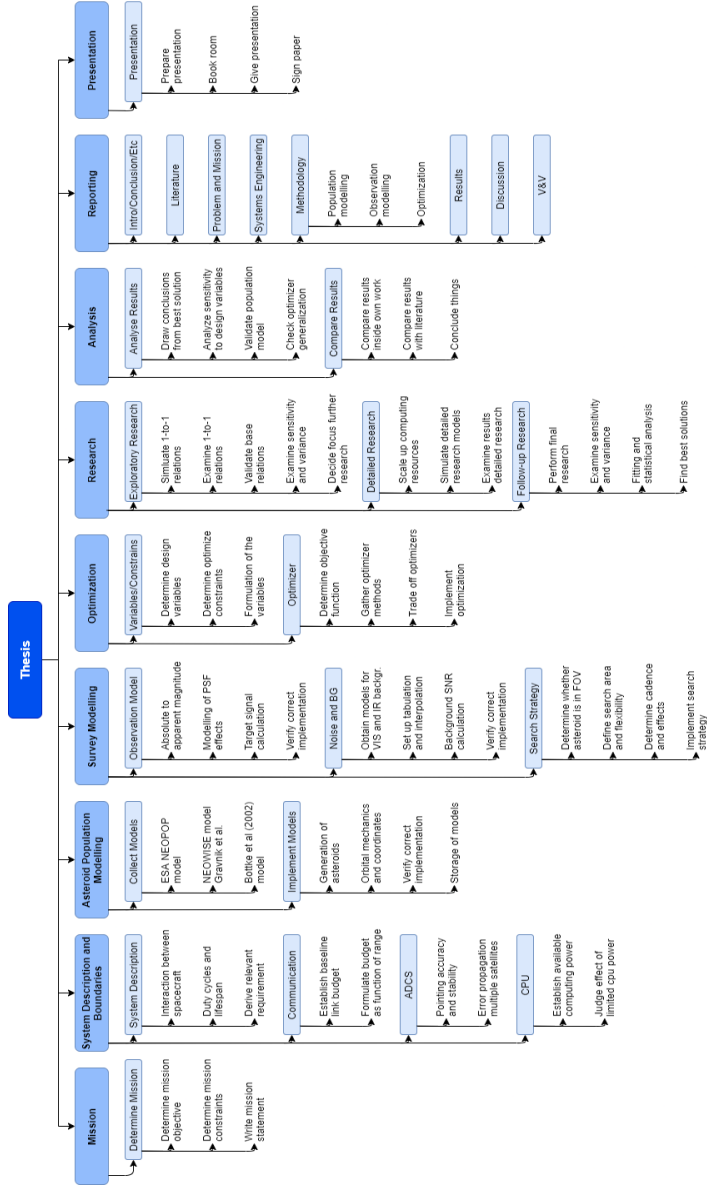 Thesis
Mission
Determine Mission
Determine mission
objective
Determine mission
constraints
Write mission
statement
System Description and
Boundaries
System Description
Interaction between
spacecraft
Duty cycles and
lifespan
Derive relevant
requirement
Communication
Establish baseline
link budget
Formulate budget
as function of range
ADCS
Pointing accuracy
and stability
Error propagation
multiple satellites
CPU
Establish available
computing power
Judge effect of
limited cpu power
Asteroid Population
Modelling
Collect Models
ESA NEOPOP
model
NEOWISE model
Gravnik et al.
Bottke et al (2002)
model
Implement Models
Generation of
asteroids
Orbital mechanics
and coordinates
Verify correct
implementation
Storage of models
Survey Modelling
Observation Model
Absolute to
apparent magnitude
Modelling of PSF
effects
Target signal
calculation
Verify correct
implementation
Noise and BG
Obtain models for
VIS and IR backgr.
Set up tabulation
and interpolation
Background SNR
calculation
Verify correct
implementation
Search Strategy
Determine whether
asteroid is in FOV
Define search area
and flexibility
Determine cadence
and effects
Implement search
strategy
Optimization
Variables/Constrains
Determine design
variables
Determine optimize
constraints
Formulation of the
variables
Optimizer
Determine objective
function
Gather optimizer
methods
Trade off optimizers
Implement
optimization
Research
Exploratory Research
Simluate 1-to-1
relations
Examine 1-to-1
relations
Validate base
relations
Examine sensitivity
and variance
Decide focus further
research
Detailed Research
Scale up computing
resources
Simulate detailed
research models
Examine results
detailed research
Follow-up Research
Perform final
research
Examine sensitivity
and variance
Fitting and
statistical analysis
Find best solutions
Analysis
Analyse Results
Draw conclusions
from best solution
Analyze sensitivity
to design variables
Validate population
model
Check optimizer
generalization
Compare Results
Compare results
inside own work
Compare results
with literature
Conclude things
Reporting
Intro/Conclusion/Etc
Literature
Problem and Mission
Systems Engineering
Methodology
Population
modelling
Observation
modelling
Optimization
Results
Discussion
V&V
Presentation
Presentation
Prepare
presentation
Book room
Give presentation
Sign paper